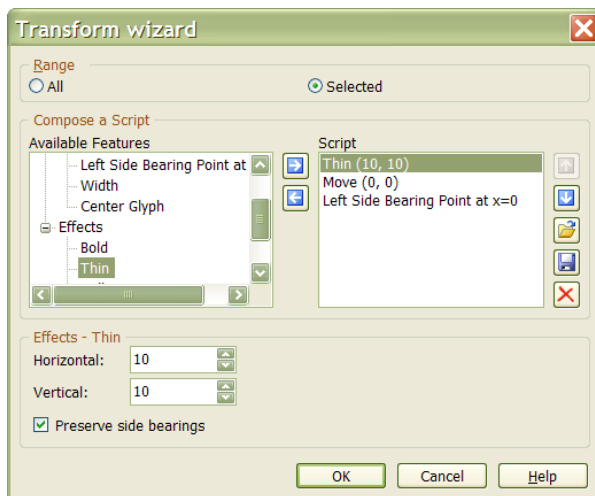 Transform wizard
Range
All
Selected
Compose a Script
Available Features
Left Side Bearing Point at
Width
Center Glyph
Effects
Bold
Thin
Script
Thin (10, 10)
Move (0, 0)
Left Side Bearing Point at x=0
Effects - Thin
Horizontal: 10
Vertical: 10
Preserve side bearings
OK Cancel Help